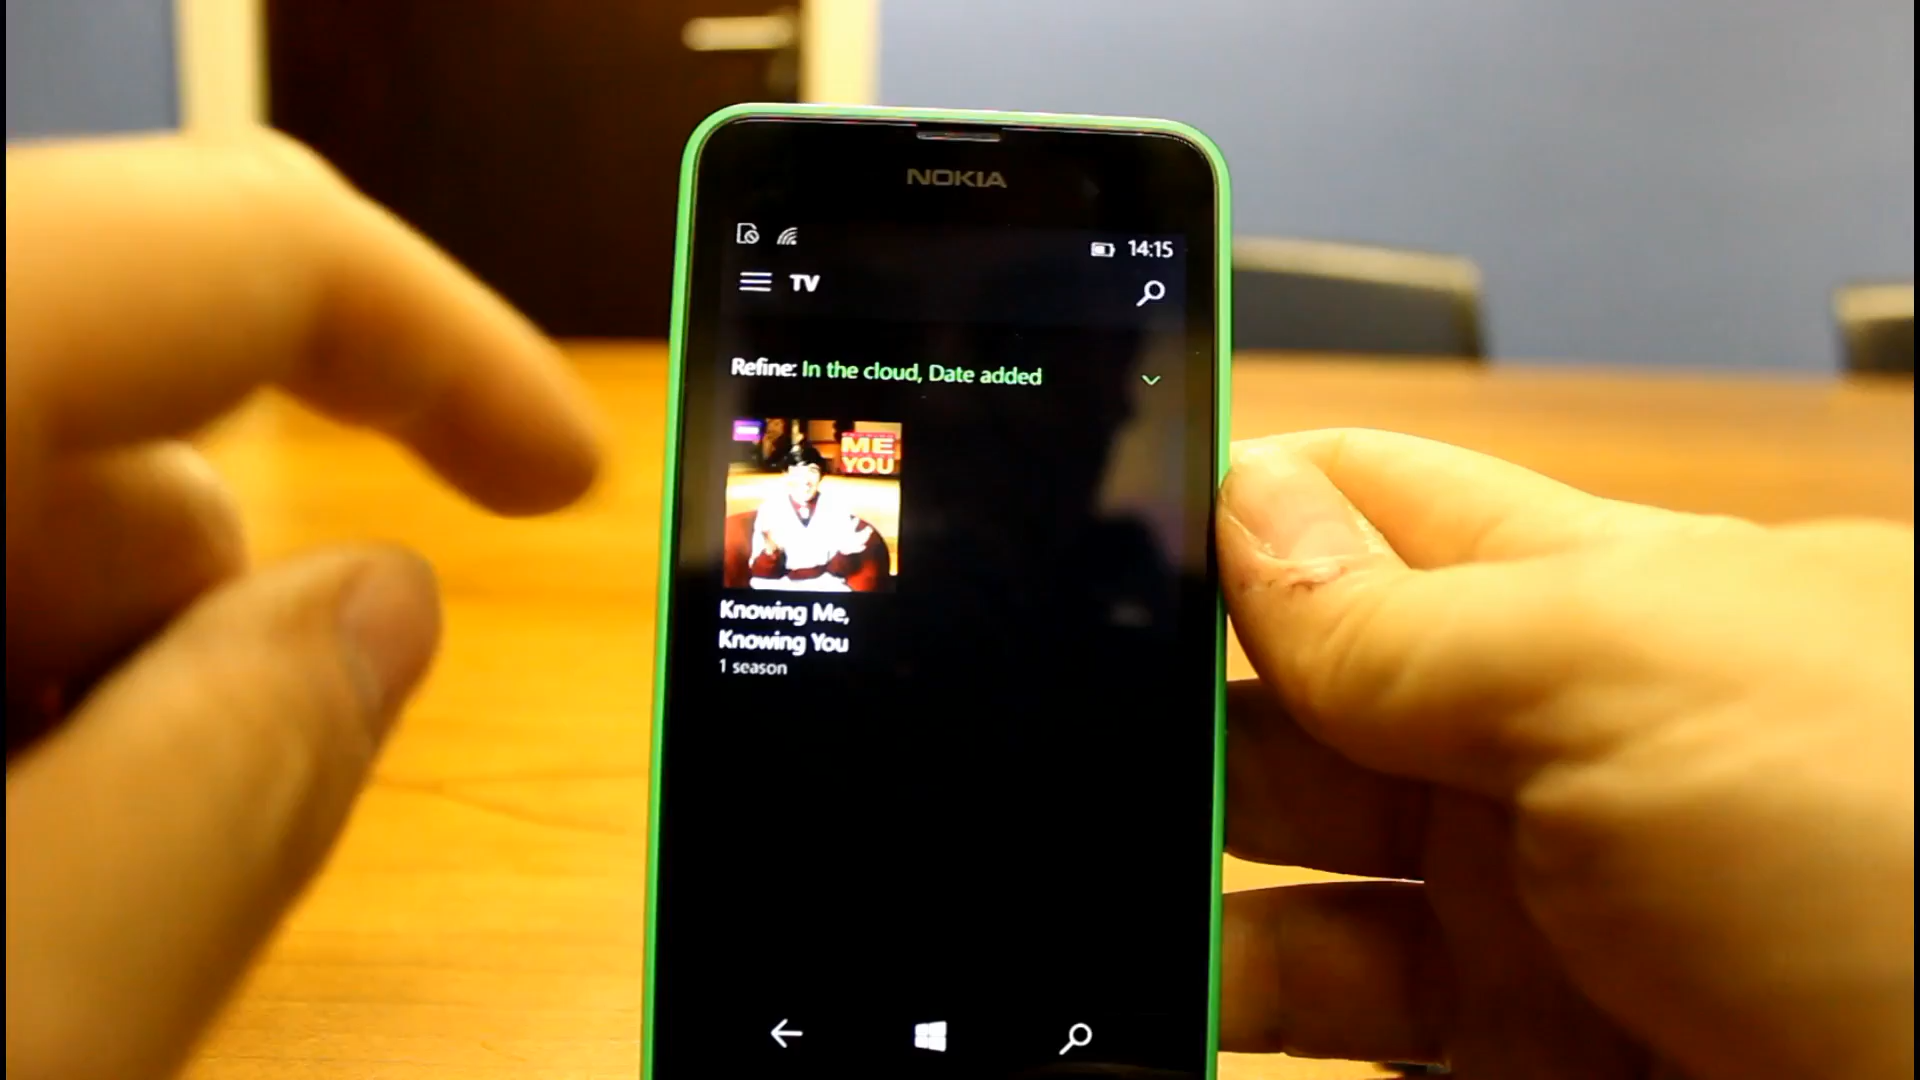 NOKIA
14:15
TV
Refine: In the cloud, Date added
ME
YOU
Knowing Me,
Knowing You
1 season